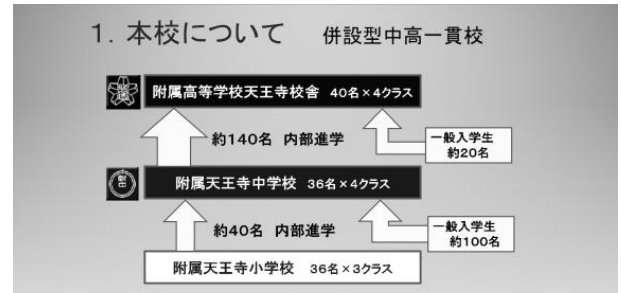 1. 本校について 併設型中高一貫校
附属高等学校天王寺校舎 40名×4クラス
約140名 内部進学
一般入学生
約20名
附属天王寺中学校 36名×4クラス
約40名 内部進学
一般入学生
約100名
附属天王寺小学校 36名×3クラス